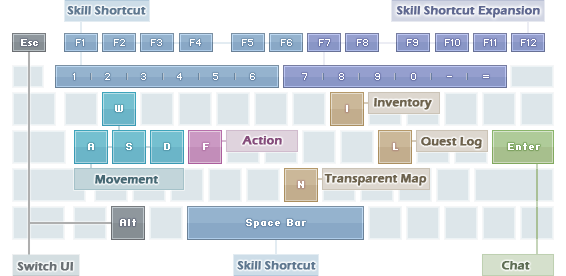 Skill Shortcut Skill Shortcut Expansion
Esc F1 F2 F3 F4 F5 F6 F7 F8 F9 F10 F11 F12
1 2 3 4 5 6 7 8 9 0 - =
W I Inventory
A S D F Action L Quest Log Enter
Movement N Transparent Map
Alt Space Bar
Switch UI Skill Shortcut Chat